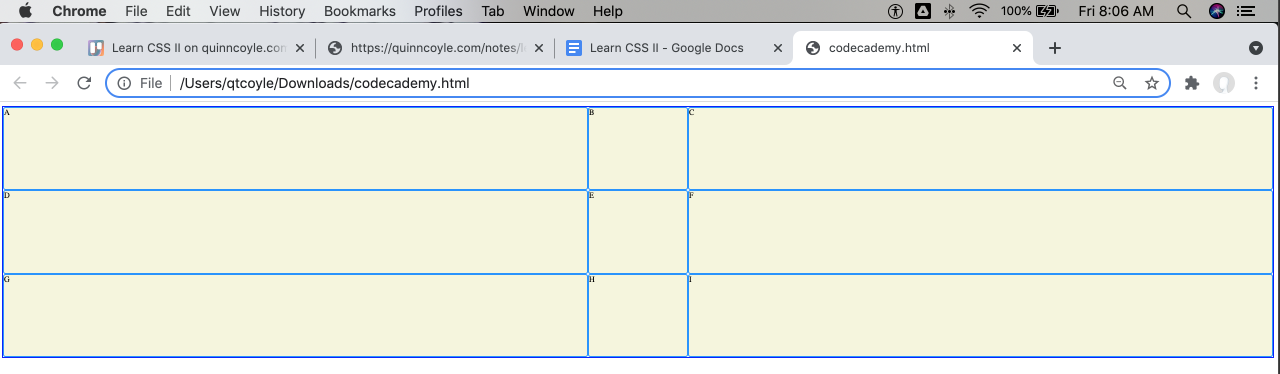 Chrome File Edit View History Bookmarks Profiles Tab Window Help 100% Fri 8:06 AM
Learn CSS II on quinncoyle.com https://quinncoyle.com/notes/ Learn CSS II - Google Docs codecademy.html
File /Users/qtcoyle/Downloads/codecademy.html
A B C
D E F
G H I